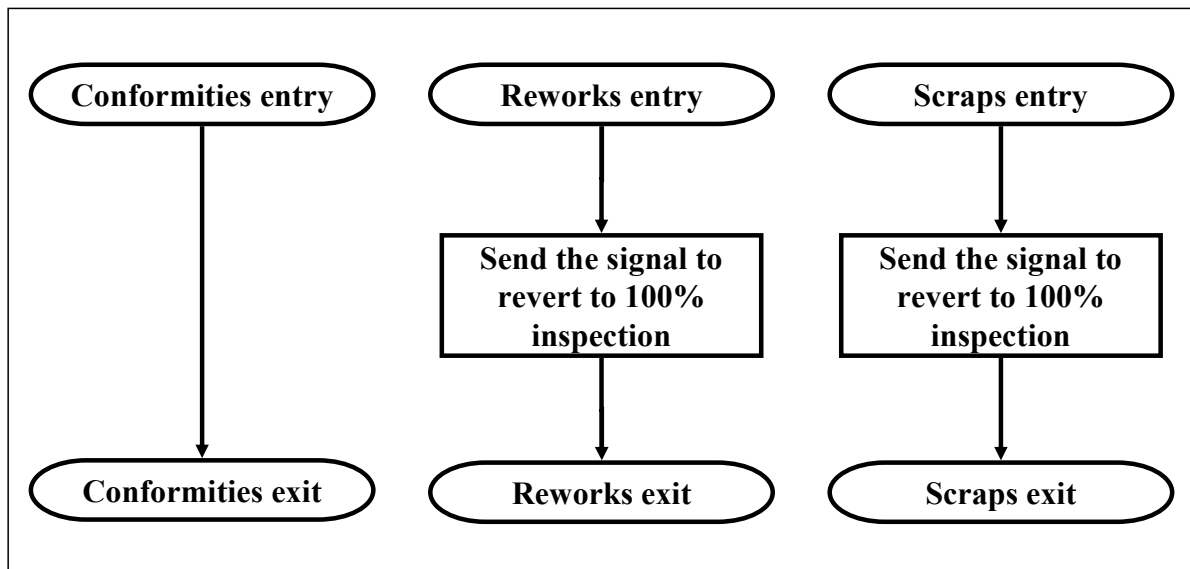 Conformities entry
Reworks entry
Scraps entry
Send the signal to
revert to 100%
inspection
Send the signal to
revert to 100%
inspection
Conformities exit
Reworks exit
Scraps exit